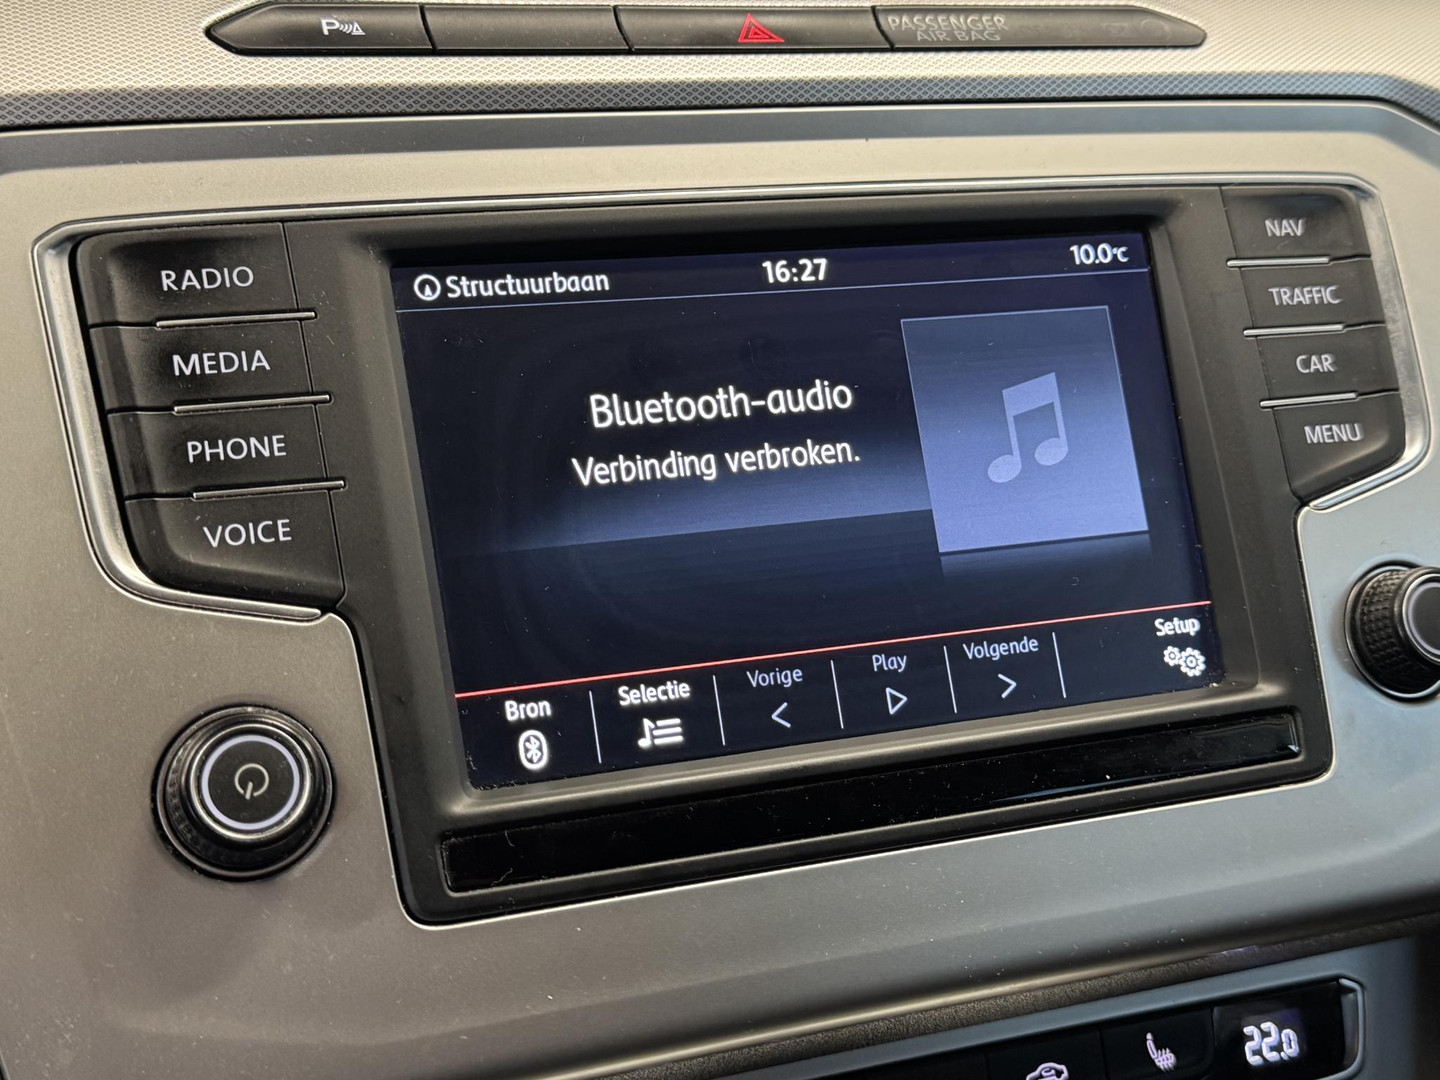 P
PASSENGER
AIR BAG
RADIO
MEDIA
PHONE
VOICE
Structuurbaan
16:27
10.0°C
Bluetooth-audio
Verbinding verbroken.
Bron
Selectie
Vorige
Play
Volgende
Setup
NAV
TRAFFIC
CAR
MENU
22.0